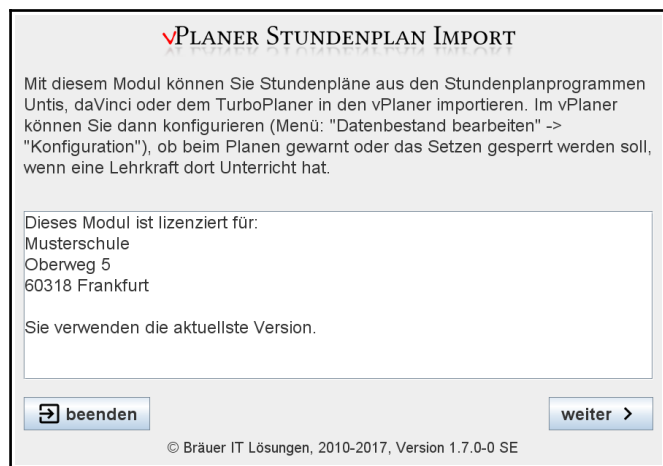 vPlaner Stundenplan Import
Mit diesem Modul können Sie Stundenpläne aus den Stundenplanprogrammen
Untis, daVinci oder dem TurboPlaner in den vPlaner importieren. Im vPlaner
können Sie dann konfigurieren (Menü: "Datenbestand bearbeiten" ->
"Konfiguration"), ob beim Planen gewarnt oder das Setzen gesperrt werden soll,
wenn eine Lehrkraft dort Unterricht hat.
Dieses Modul ist lizenziert für:
Musterschule
Oberweg 5
60318 Frankfurt
Sie verwenden die aktuellste Version.
beenden
weiter >
© Bräuer IT Lösungen, 2010-2017, Version 1.7.0-0 SE